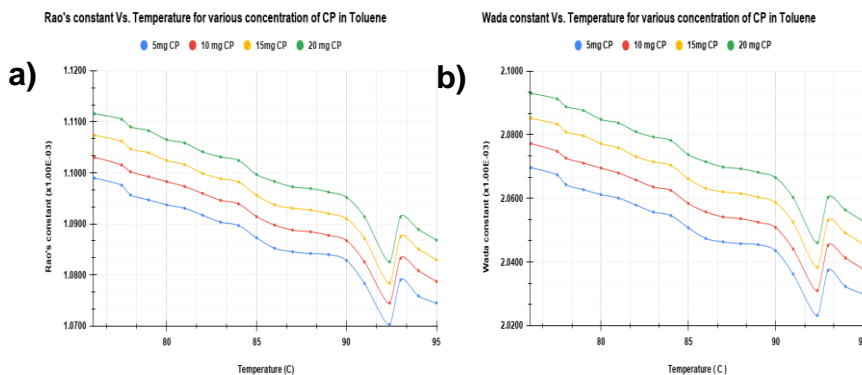 Rao's constant Vs. Temperature for various concentration of CP in Toluene
5mg CP 10 mg CP 15mg CP 20 mg CP
a)
1.1200
1.1100
1.1000
1.0900
1.0800
1.0700
Rao's constant (x1.00E-03)
80 85 90 95
Temperature (C)
Wada constant Vs. Temperature for various concentration of CP in Toluene
5mg CP 10 mg CP 15mg CP 20 mg CP
b)
2.1000
2.0800
2.0600
2.0400
2.0200
Wada constant (x1.00E-03)
80 85 90 95
Temperature ( C )